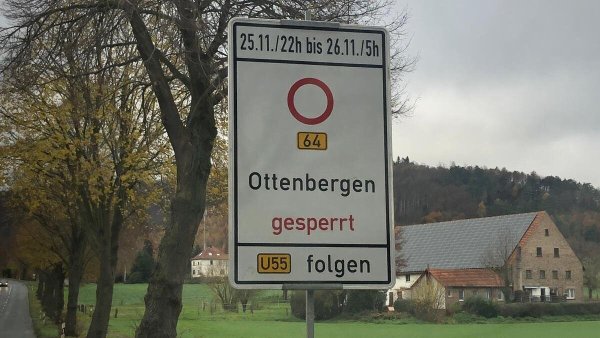 25.11./22h bis 26.11./5h
64
Ottenbergen
gesperrt
U55 folgen